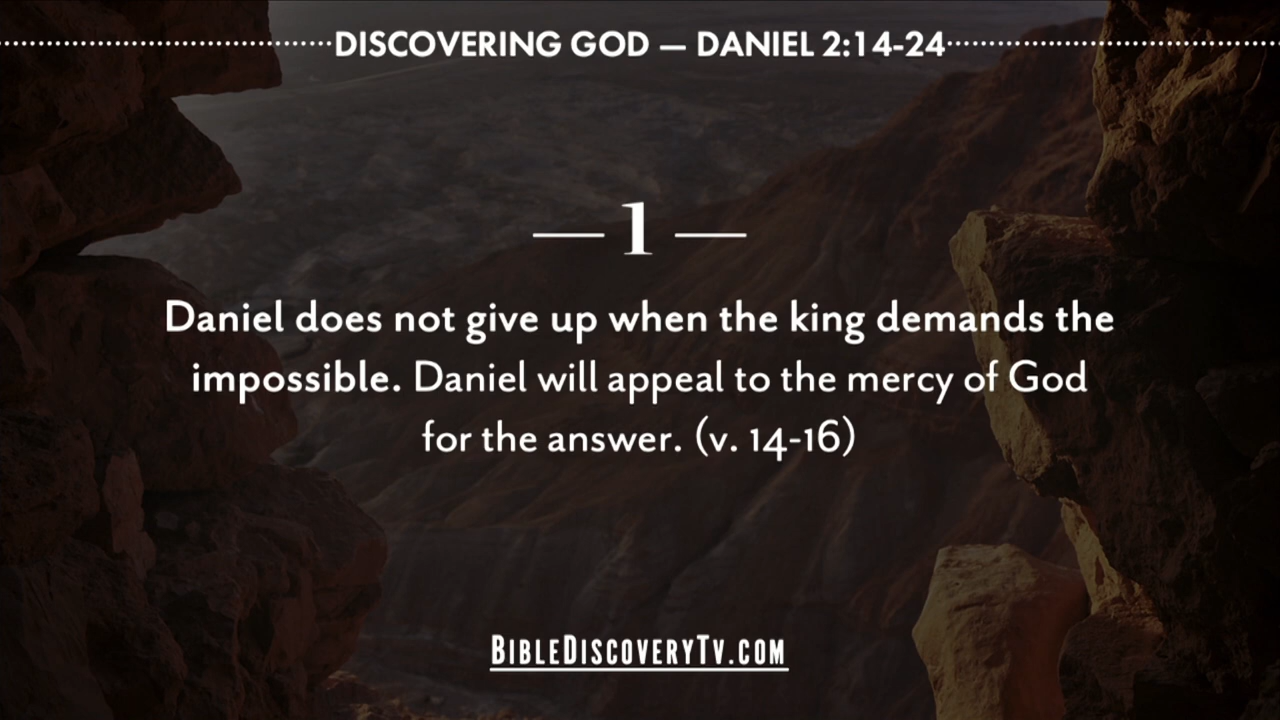 DISCOVERING GOD — DANIEL 2:14-24
— 1 —
Daniel does not give up when the king demands the
impossible. Daniel will appeal to the mercy of God
for the answer. (v. 14-16)
BIBLEDISCOVERYTV.COM